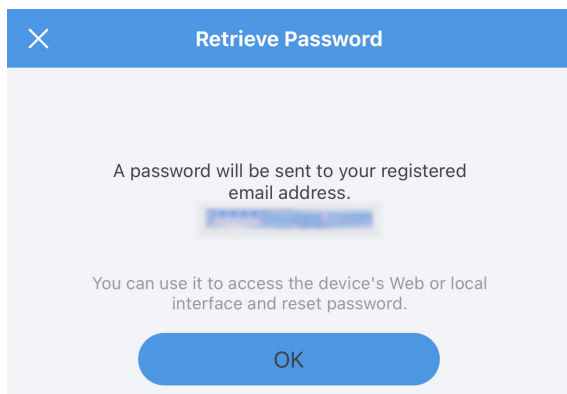 Retrieve Password
A password will be sent to your registered
email address.
You can use it to access the device's Web or local
interface and reset password.
OK